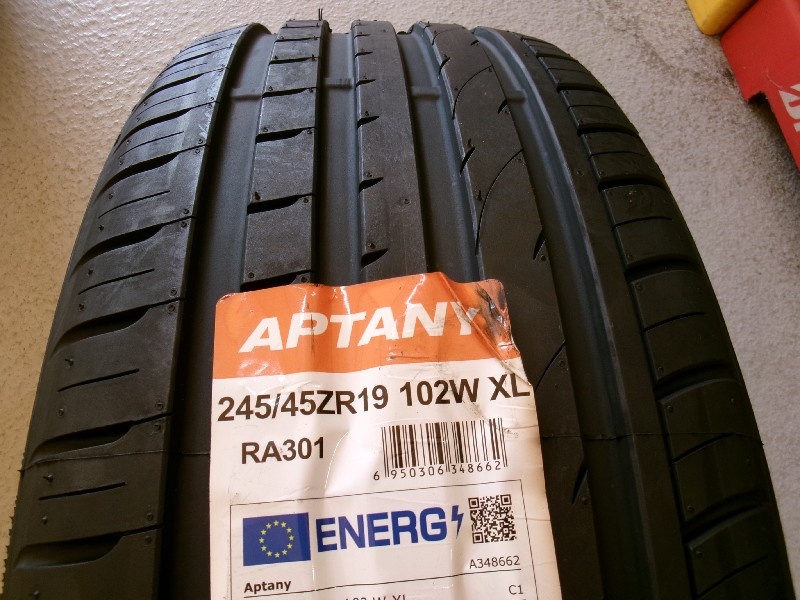 APTANY
245/45ZR19 102W XL
RA301
6 950306 348662
ENERG
A348662
Aptany
C1